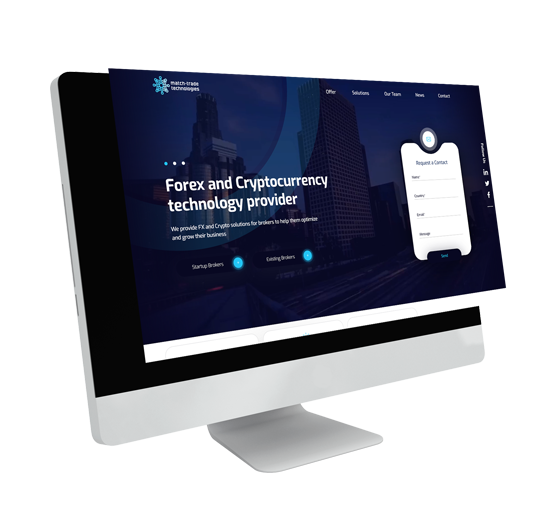 match-trade
technologies
Offer
Solutions
Our Team
News
Contact
Follow Us
Request a Contact
Name
Country
Email
Message
Send
Forex and Cryptocurrency
technology provider
We provide FX and Crypto solutions for brokers to help them optimize
and grow their business
Startup Brokers
Existing Brokers